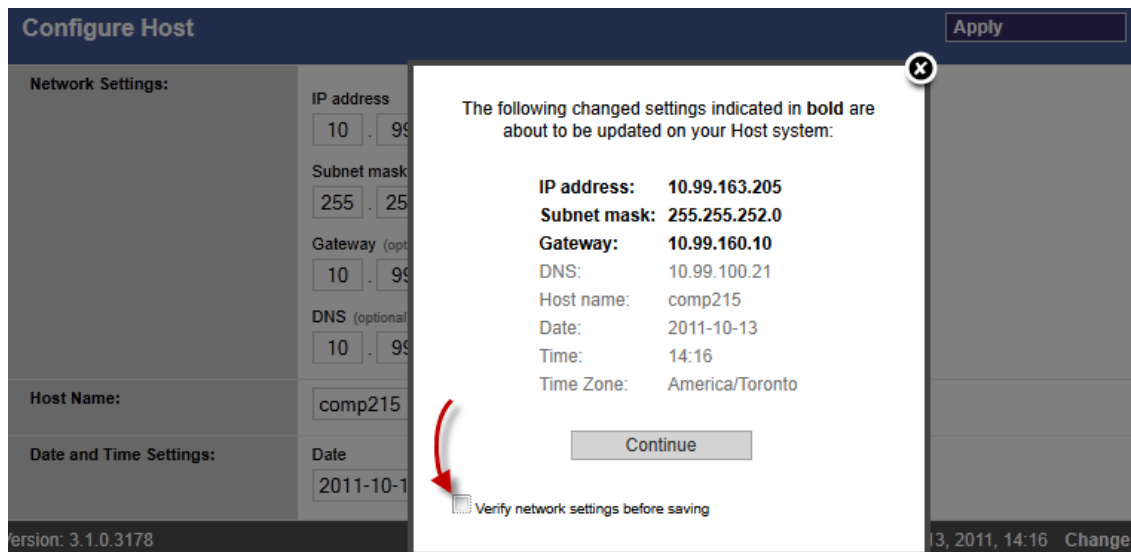 Configure Host
Apply
Network Settings:
IP address
10 . 99
Subnet mask
255 . 25
Gateway (opt
10 . 99
DNS (optional
10 . 99
Host Name:
comp215
Date and Time Settings:
Date
2011-10-1
The following changed settings indicated in bold are
about to be updated on your Host system:
IP address: 10.99.163.205
Subnet mask: 255.255.252.0
Gateway: 10.99.160.10
DNS: 10.99.100.21
Host name: comp215
Date: 2011-10-13
Time: 14:16
Time Zone: America/Toronto
Continue
Verify network settings before saving
Version: 3.1.0.3178
13, 2011, 14:16 Change